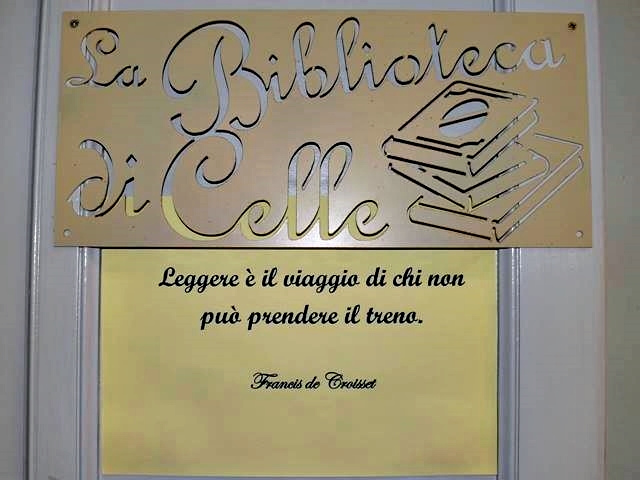 La Biblioteca
di Celle
Leggere è il viaggio di chi non
può prendere il treno.
Francis de Croisset